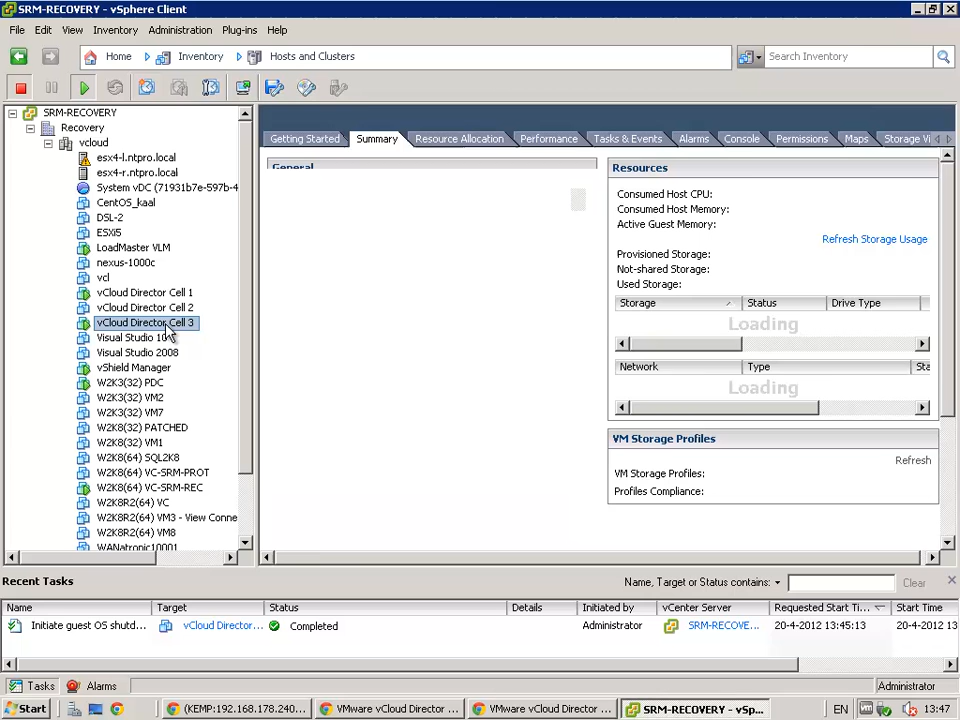 SRM-RECOVERY - vSphere Client
File Edit View Inventory Administration Plug-ins Help
Home Inventory Hosts and Clusters Search Inventory
SRM-RECOVERY
Recovery
vcloud
esx4-l.ntpro.local
esx4-r.ntpro.local
System vDC (71931b7e-597b-4
CentOS_kaal
DSL-2
ESXi5
LoadMaster VLM
nexus-1000c
vcl
vCloud Director Cell 1
vCloud Director Cell 2
vCloud Director Cell 3
Visual Studio 10
Visual Studio 2008
vShield Manager
W2K3(32) PDC
W2K3(32) VM2
W2K3(32) VM7
W2K8(32) PATCHED
W2K8(32) VM1
W2K8(64) SQL2K8
W2K8(64) VC-SRM-PROT
W2K8(64) VC-SRM-REC
W2K8R2(64) VC
W2K8R2(64) VM3 - View Conne
W2K8R2(64) VM8
WANatronic10001
Getting Started Summary Resource Allocation Performance Tasks & Events Alarms Console Permissions Maps Storage Vi
General
Resources
Consumed Host CPU:
Consumed Host Memory:
Active Guest Memory:
Refresh Storage Usage
Provisioned Storage:
Not-shared Storage:
Used Storage:
Storage Status Drive Type
Loading
Network Type Sta
Loading
VM Storage Profiles
Refresh
VM Storage Profiles:
Profiles Compliance:
Recent Tasks Name, Target or Status contains: Clear
Name Target Status Details Initiated by vCenter Server Requested Start Ti... Start Time
Initiate guest OS shutd... vCloud Director... Completed Administrator SRM-RECOVE... 20-4-2012 13:45:13 20-4-2012 13
Tasks Alarms Administrator
Start (KEMP:192.168.178.240... VMware vCloud Director ... VMware vCloud Director ... SRM-RECOVERY - vSp... EN 13:47